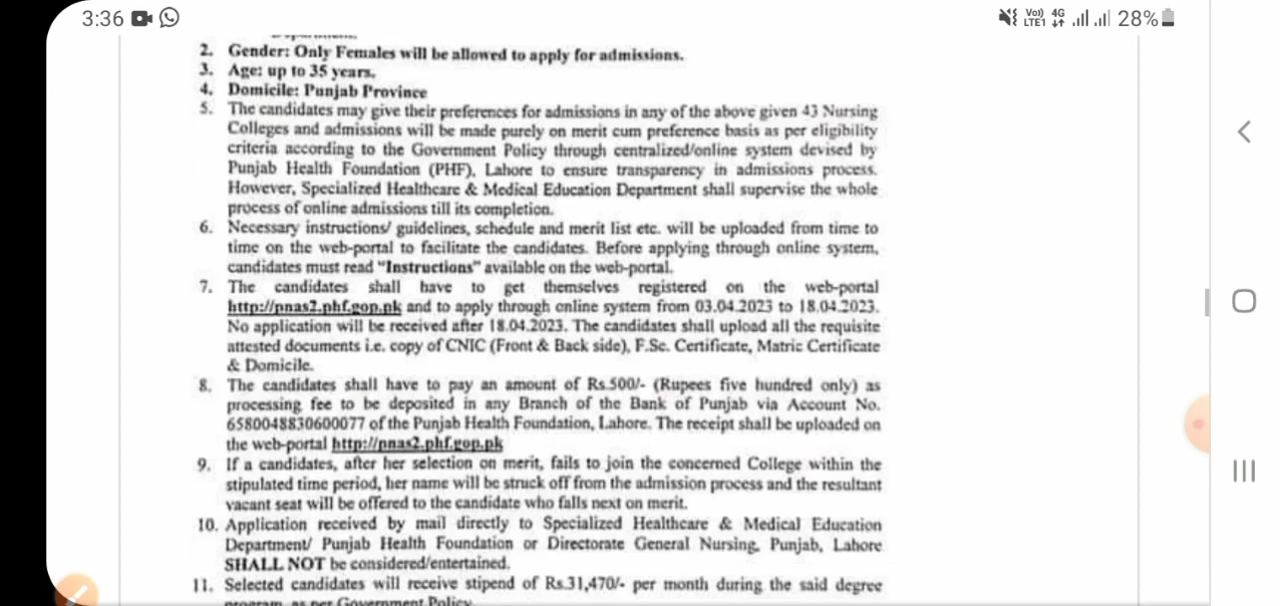 3:36
Vo)) 4G
LTE1 28%
2. Gender: Only Females will be allowed to apply for admissions.
3. Age: up to 35 years.
4. Domicile: Punjab Province
5. The candidates may give their preferences for admissions in any of the above given 43 Nursing
Colleges and admissions will be made purely on merit cum preference basis as per eligibility
criteria according to the Government Policy through centralized/online system devised by
Punjab Health Foundation (PHF), Lahore to ensure transparency in admissions process.
However, Specialized Healthcare & Medical Education Department shall supervise the whole
process of online admissions till its completion.
6. Necessary instructions/ guidelines, schedule and merit list etc. will be uploaded from time to
time on the web-portal to facilitate the candidates. Before applying through online system,
candidates must read "Instructions" available on the web-portal.
7. The candidates shall have to get themselves registered on the web-portal
http://pnas2.phf.gop.pk and to apply through online system from 03.04.2023 to 18.04.2023.
No application will be received after 18.04.2023. The candidates shall upload all the requisite
attested documents i.e. copy of CNIC (Front & Back side), F.Sc. Certificate, Matric Certificate
& Domicile.
8. The candidates shall have to pay an amount of Rs.500/- (Rupees five hundred only) as
processing fee to be deposited in any Branch of the Bank of Punjab via Account No.
6580048830600077 of the Punjab Health Foundation, Lahore. The receipt shall be uploaded on
the web-portal http://pnas2.phf.gop.pk
9. If a candidates, after her selection on merit, fails to join the concerned College within the
stipulated time period, her name will be struck off from the admission process and the resultant
vacant seat will be offered to the candidate who falls next on merit.
10. Application received by mail directly to Specialized Healthcare & Medical Education
Department/ Punjab Health Foundation or Directorate General Nursing, Punjab, Lahore
SHALL NOT be considered/entertained.
11. Selected candidates will receive stipend of Rs.31,470/- per month during the said degree
program, as per Government Policy